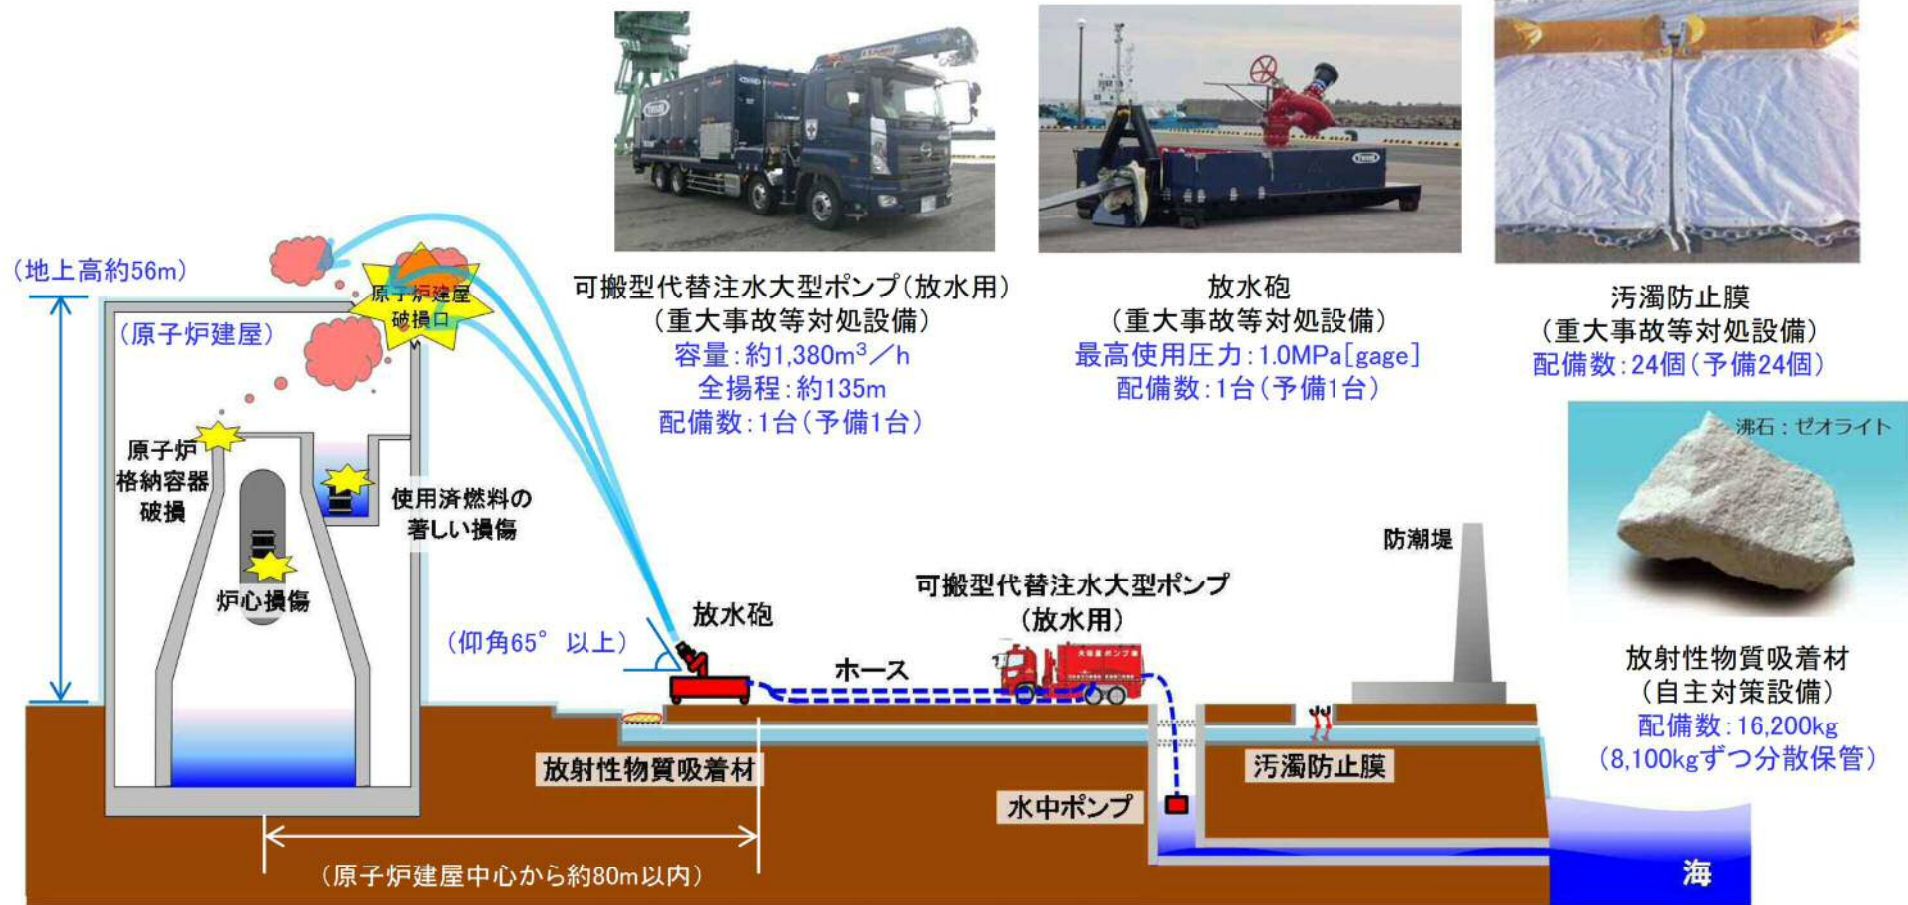 可搬型代替注水大型ポンプ(放水用)
(重大事故等対処設備)
容量:約1,380m³/h
全揚程:約135m
配備数:1台(予備1台)
放水砲
(重大事故等対処設備)
最高使用圧力:1.0MPa[gage]
配備数:1台(予備1台)
汚濁防止膜
(重大事故等対処設備)
配備数:24個(予備24個)
沸石:ゼオライト
放射性物質吸着材
(自主対策設備)
配備数:16,200kg
(8,100kgずつ分散保管)
(地上高約56m)
(原子炉建屋)
原子炉建屋
破損口
原子炉
格納容器
破損
使用済燃料の
著しい損傷
炉心損傷
(仰角65° 以上)
放水砲
ホース
可搬型代替注水大型ポンプ
(放水用)
防潮堤
放射性物質吸着材
汚濁防止膜
水中ポンプ
(原子炉建屋中心から約80m以内)
海